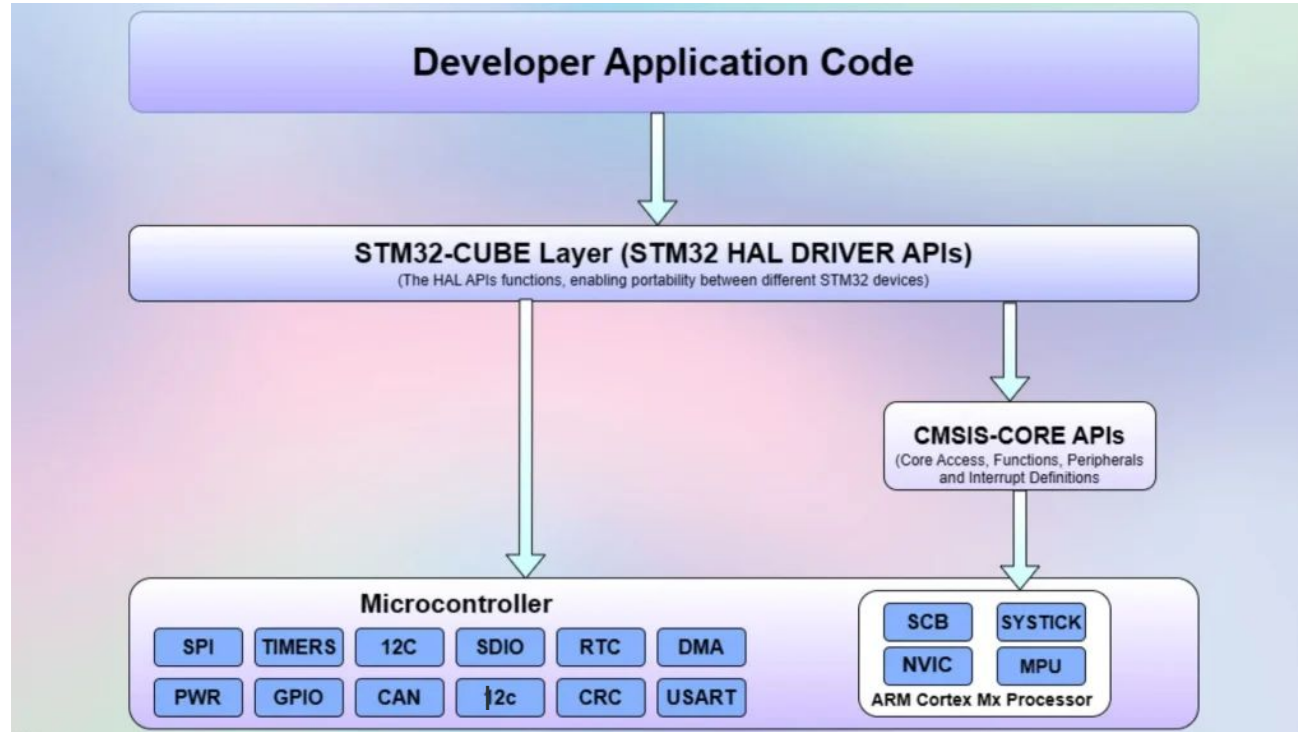 Developer Application Code
STM32-CUBE Layer (STM32 HAL DRIVER APIs)
(The HAL APIs functions, enabling portability between different STM32 devices)
CMSIS-CORE APIs
(Core Access, Functions, Peripherals
and Interrupt Definitions
Microcontroller
SPI TIMERS 12C SDIO RTC DMA
PWR GPIO CAN 12c CRC USART
SCB SYSTICK
NVIC MPU
ARM Cortex Mx Processor